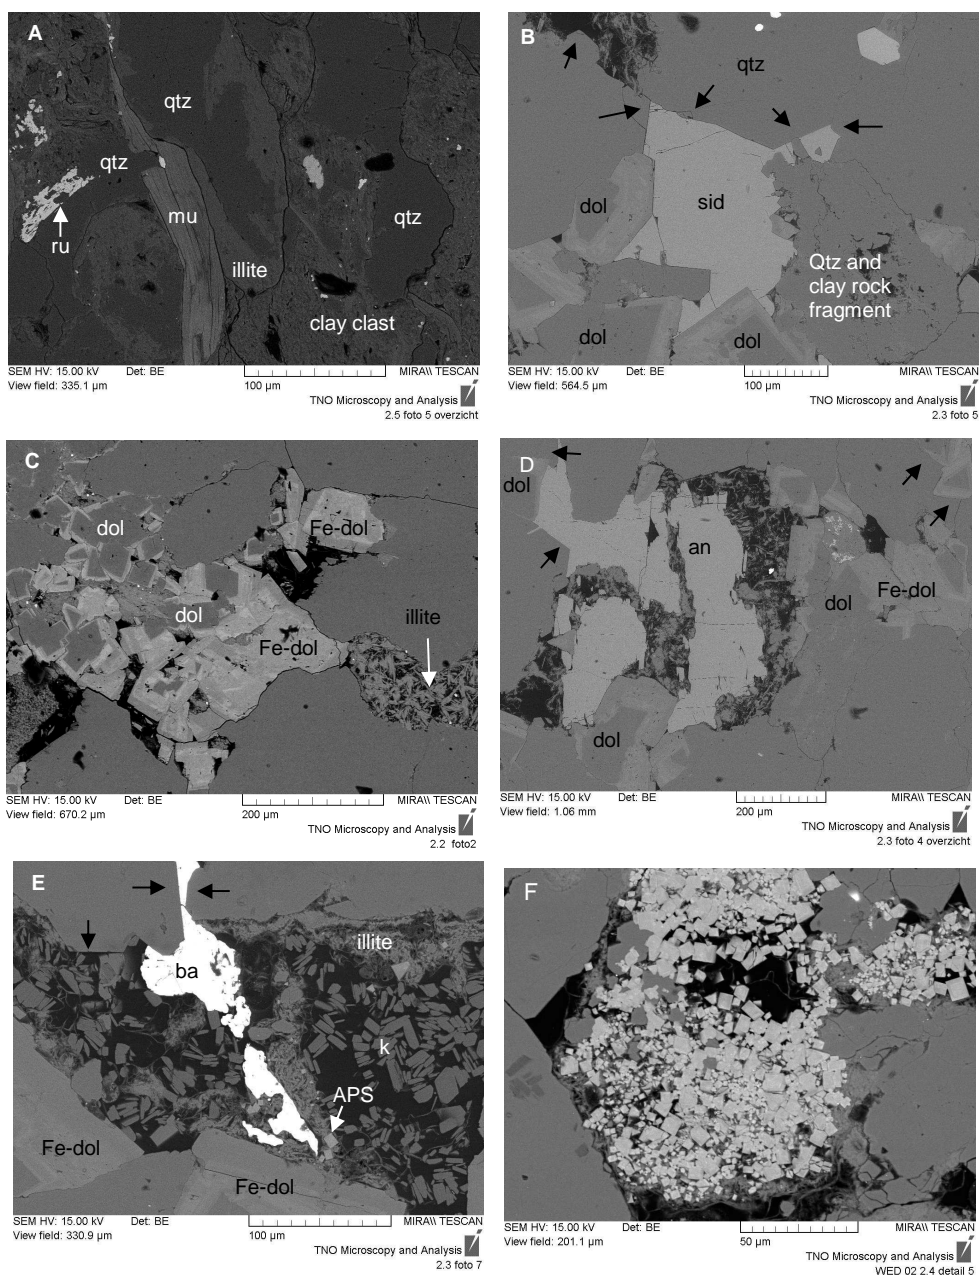 A
qtz
qtz
mu
ru
illite
qtz
clay clast
SEM HV: 15.00 kV Det: BE MIRA\\ TESCAN
View field: 335.1 µm 100 µm
TNO Microscopy and Analysis
2.5 foto 5 overzicht
B
qtz
dol
sid
Qtz and
clay rock
fragment
dol
dol
SEM HV: 15.00 kV Det: BE MIRA\\ TESCAN
View field: 564.5 µm 100 µm
TNO Microscopy and Analysis
2.3 foto 5
C
dol
Fe-dol
dol
illite
Fe-dol
SEM HV: 15.00 kV Det: BE MIRA\\ TESCAN
View field: 670.2 µm 200 µm
TNO Microscopy and Analysis
2.2 foto2
D
dol
an
Fe-dol
dol
dol
SEM HV: 15.00 kV Det: BE MIRA\\ TESCAN
View field: 1.06 mm 200 µm
TNO Microscopy and Analysis
2.3 foto 4 overzicht
E
illite
ba
k
APS
Fe-dol
Fe-dol
SEM HV: 15.00 kV Det: BE MIRA\\ TESCAN
View field: 330.9 µm 100 µm
TNO Microscopy and Analysis
2.3 foto 7
F
SEM HV: 15.00 kV Det: BE MIRA\\ TESCAN
View field: 201.1 µm 50 µm
TNO Microscopy and Analysis
WED 02 2.4 detail 5